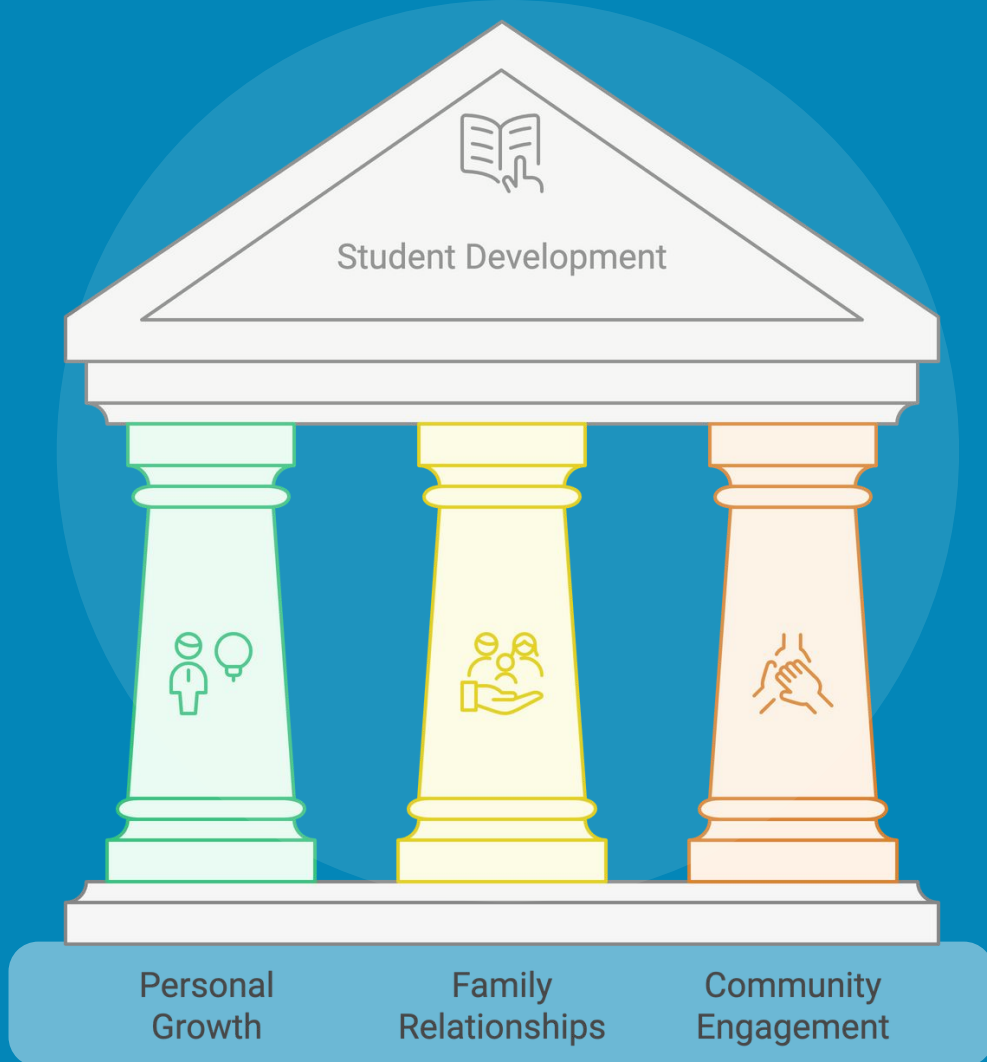 Student Development
Personal
Growth
Family
Relationships
Community
Engagement